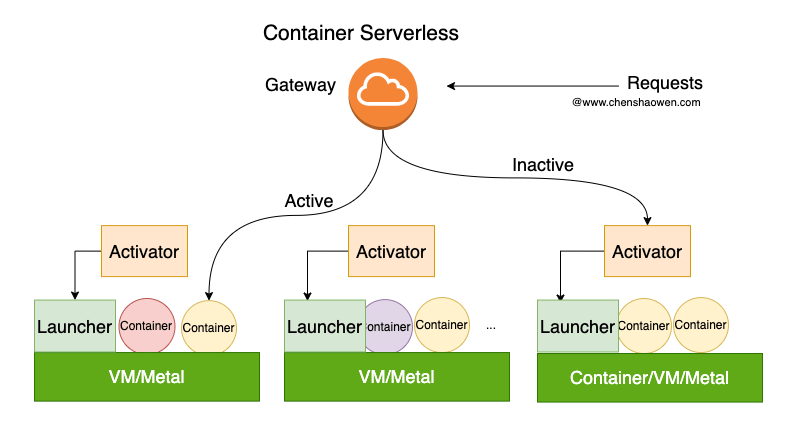 Container Serverless
Gateway
Requests
@www.chenshaowen.com
Inactive
Active
Activator
Activator
Activator
Launcher
Container
Container
Launcher
ontainer
Container
...
Launcher
Container
Container
VM/Metal
VM/Metal
Container/VM/Metal